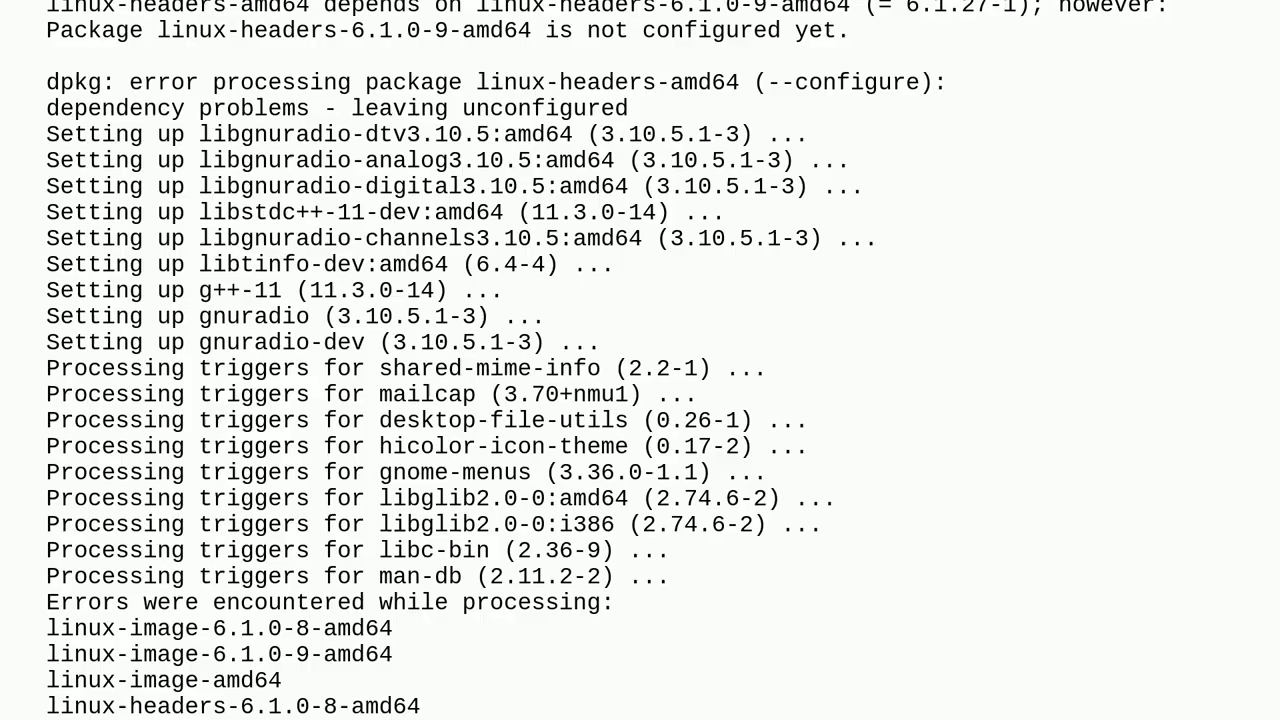 linux-headers-amd64 depends on linux-headers-6.1.0-9-amd64 (= 6.1.27-1); however:
Package linux-headers-6.1.0-9-amd64 is not configured yet.
dpkg: error processing package linux-headers-amd64 (--configure):
dependency problems - leaving unconfigured
Setting up libgnuradio-dtv3.10.5:amd64 (3.10.5.1-3) ...
Setting up libgnuradio-analog3.10.5:amd64 (3.10.5.1-3) ...
Setting up libgnuradio-digital3.10.5:amd64 (3.10.5.1-3) ...
Setting up libstdc++-11-dev:amd64 (11.3.0-14) ...
Setting up libgnuradio-channels3.10.5:amd64 (3.10.5.1-3) ...
Setting up libtinfo-dev:amd64 (6.4-4) ...
Setting up g++-11 (11.3.0-14) ...
Setting up gnuradio (3.10.5.1-3) ...
Setting up gnuradio-dev (3.10.5.1-3) ...
Processing triggers for shared-mime-info (2.2-1) ...
Processing triggers for mailcap (3.70+nmu1) ...
Processing triggers for desktop-file-utils (0.26-1) ...
Processing triggers for hicolor-icon-theme (0.17-2) ...
Processing triggers for gnome-menus (3.36.0-1.1) ...
Processing triggers for libglib2.0-0:amd64 (2.74.6-2) ...
Processing triggers for libglib2.0-0:i386 (2.74.6-2) ...
Processing triggers for libc-bin (2.36-9) ...
Processing triggers for man-db (2.11.2-2) ...
Errors were encountered while processing:
linux-image-6.1.0-8-amd64
linux-image-6.1.0-9-amd64
linux-image-amd64
linux-headers-6.1.0-8-amd64